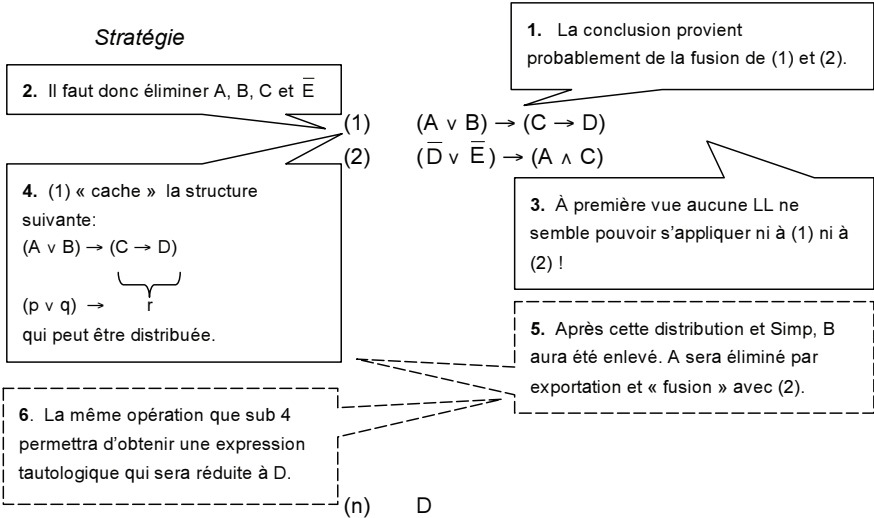 Stratégie
1. La conclusion provient
probablement de la fusion de (1) et (2).
2. Il faut donc éliminer A, B, C et E̅
(1) (A ∨ B) → (C → D)
(2) (D̅ ∨ E̅) → (A ∧ C)
3. À première vue aucune LL ne
semble pouvoir s'appliquer ni à (1) ni à
(2) !
4. (1) « cache » la structure
suivante:
(A ∨ B) → (C → D)
(p ∨ q) → r
qui peut être distribuée.
5. Après cette distribution et Simp, B
aura été enlevé. A sera éliminé par
exportation et « fusion » avec (2).
6. La même opération que sub 4
permettra d'obtenir une expression
tautologique qui sera réduite à D.
(n) D